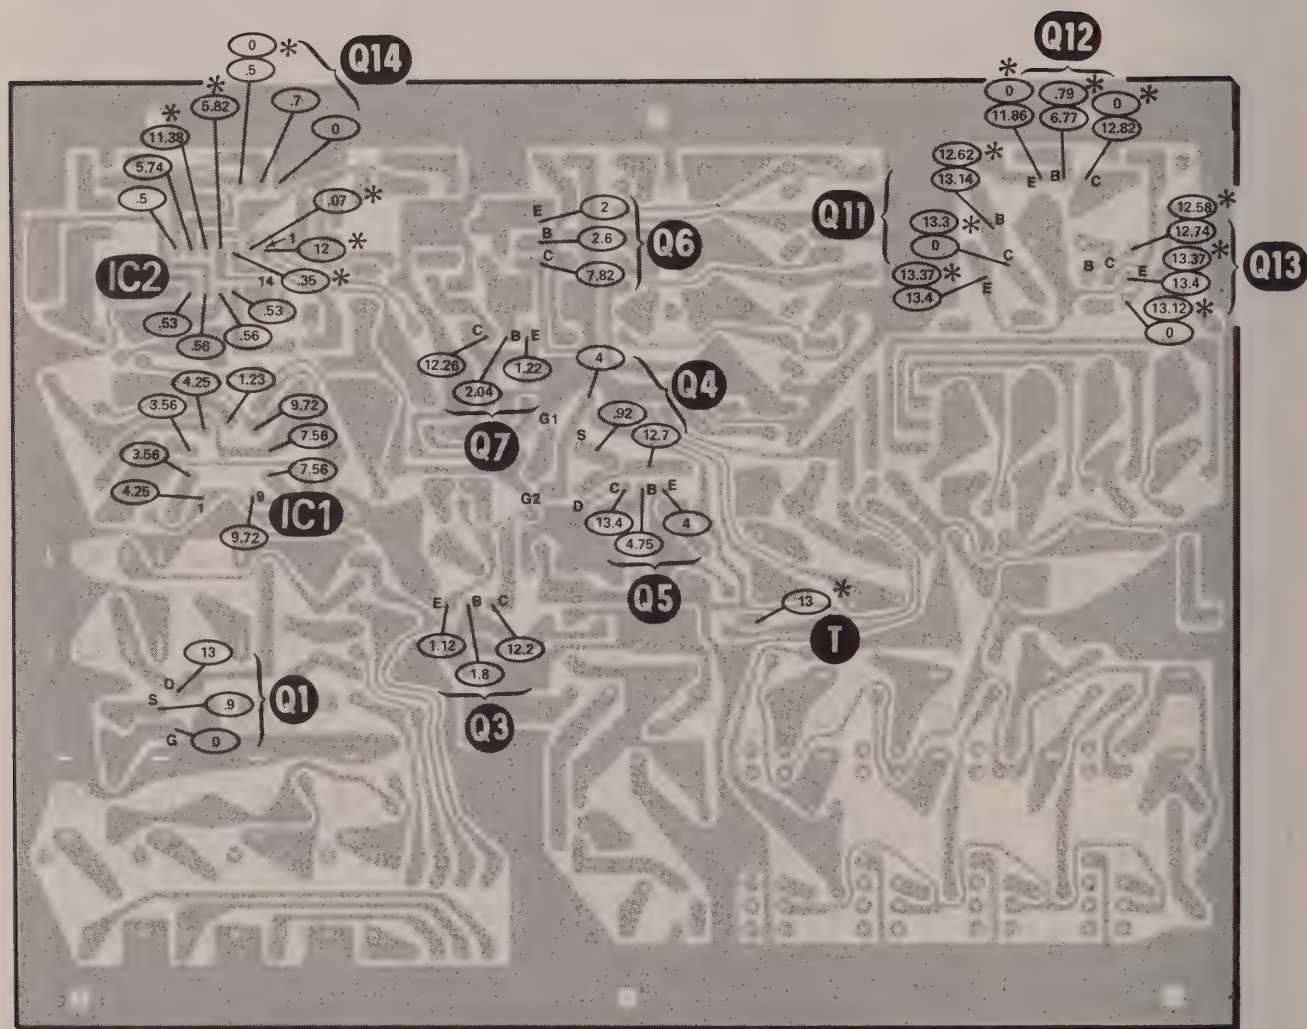 0 *
.5
Q14
*
5.82
.7
*
11.38
0
5.74
.5
.07 *
1
12 *
IC2
14 .35 *
.53
.56
.56
.53
Q12
*
0
11.86
.79 *
6.77
0 *
12.82
E B C
12.62 *
13.14
Q11
B
13.3 *
0
C
13.37 *
13.4
E
12.58 *
12.74
B C
13.37 *
E
13.4
Q13
13.12 *
0
E 2
B 2.6
Q6
C 7.82
C B E
12.26
2.04
1.22
Q7
4
Q4
G1
.92
S
12.7
G2
D
C B E
13.4
4.75
4
Q5
4.25
1.23
3.56
9.72
7.56
3.56
7.56
4.25
1
9
IC1
9.72
13 *
T
E B C
1.12
1.8
12.2
Q3
13
D
S .9
Q1
G 0